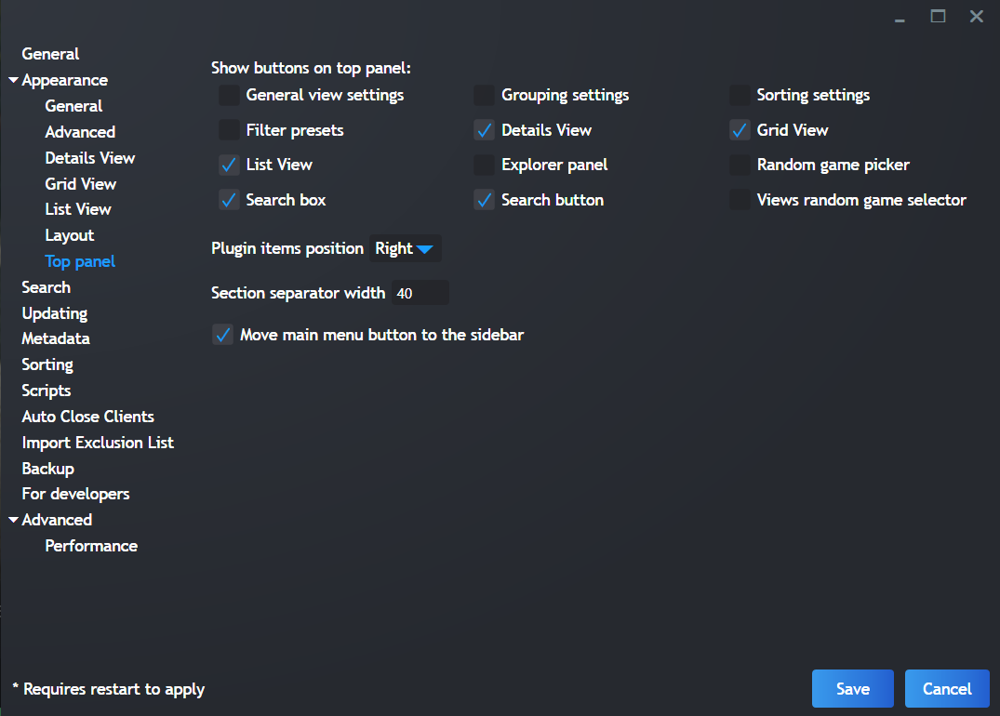 General
Appearance
General
Advanced
Details View
Grid View
List View
Layout
Top panel
Search
Updating
Metadata
Sorting
Scripts
Auto Close Clients
Import Exclusion List
Backup
For developers
Advanced
Performance
Show buttons on top panel:
General view settings
Grouping settings
Sorting settings
Filter presets
Details View
Grid View
List View
Explorer panel
Random game picker
Search box
Search button
Views random game selector
Plugin items position Right
Section separator width 40
Move main menu button to the sidebar
* Requires restart to apply
Save
Cancel